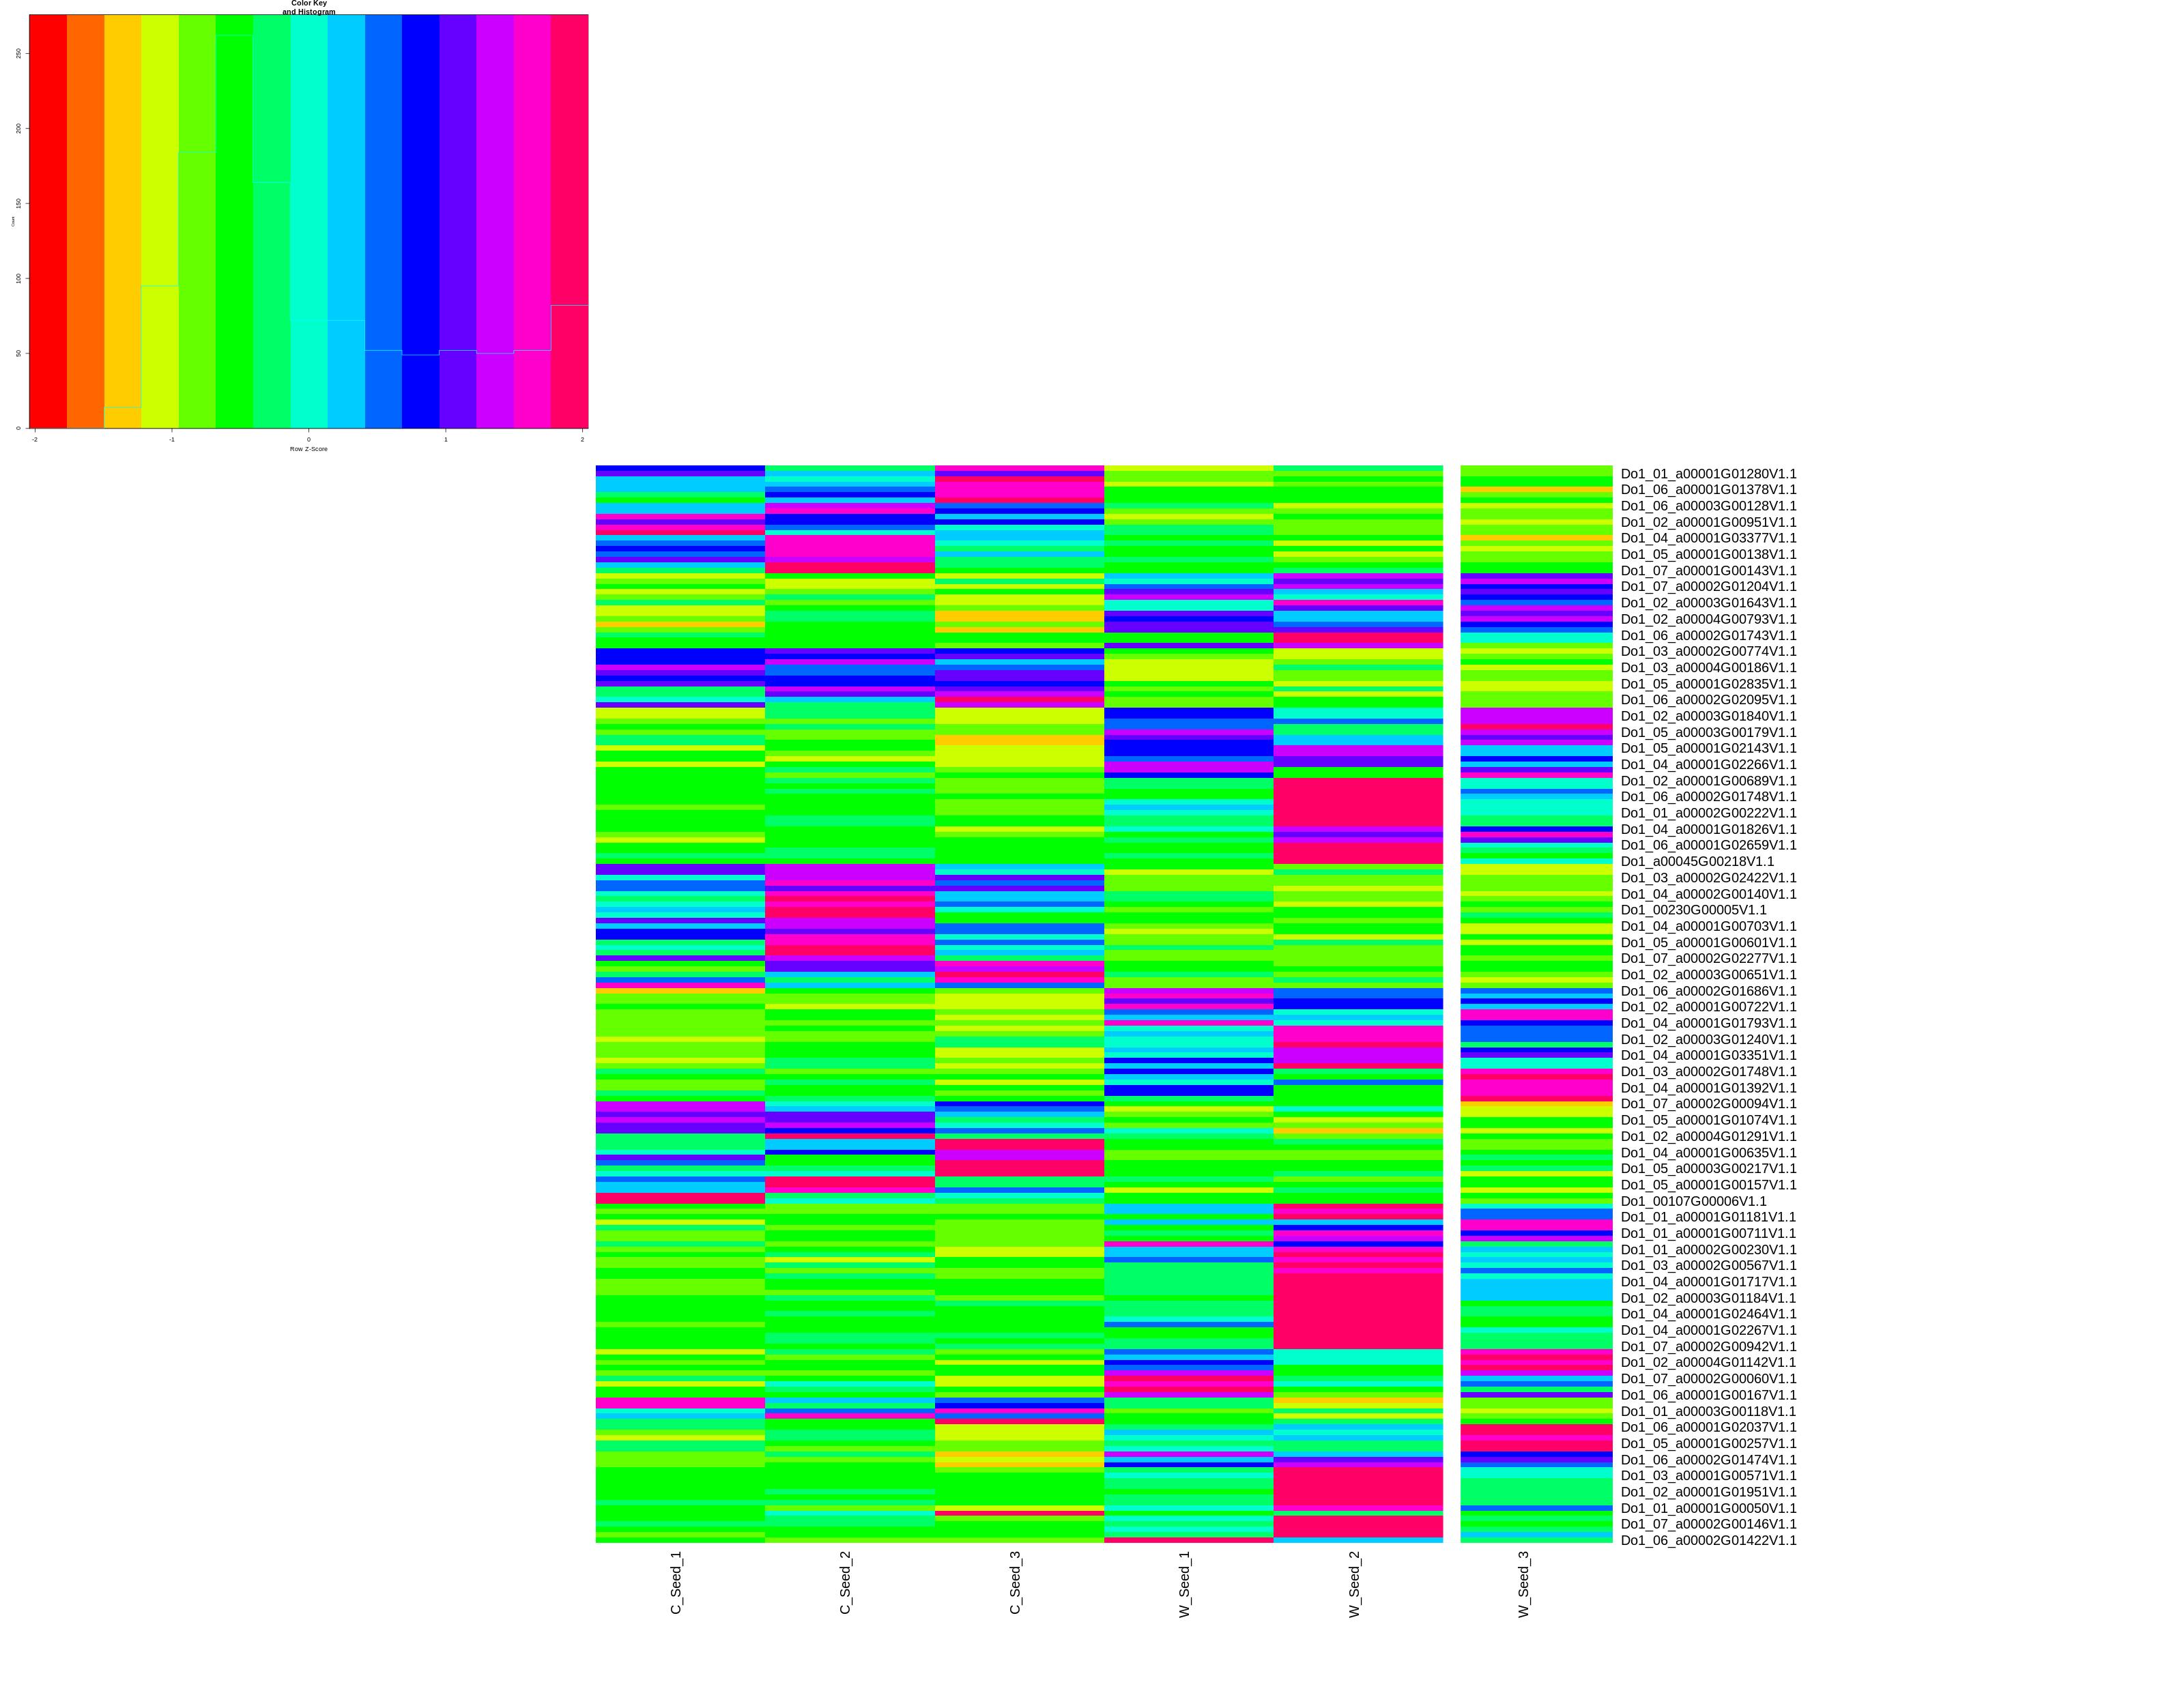 Color Key
and Histogram
250
200
150
100
50
0
Count
-2 -1 0 1 2
Row Z-Score
Do1_01_a00001G01280V1.1
Do1_06_a00001G01378V1.1
Do1_06_a00003G00128V1.1
Do1_02_a00001G00951V1.1
Do1_04_a00001G03377V1.1
Do1_05_a00001G00138V1.1
Do1_07_a00001G00143V1.1
Do1_07_a00002G01204V1.1
Do1_02_a00003G01643V1.1
Do1_02_a00004G00793V1.1
Do1_06_a00002G01743V1.1
Do1_03_a00002G00774V1.1
Do1_03_a00004G00186V1.1
Do1_05_a00001G02835V1.1
Do1_06_a00002G02095V1.1
Do1_02_a00003G01840V1.1
Do1_05_a00003G00179V1.1
Do1_05_a00001G02143V1.1
Do1_04_a00001G02266V1.1
Do1_02_a00001G00689V1.1
Do1_06_a00002G01748V1.1
Do1_01_a00002G00222V1.1
Do1_04_a00001G01826V1.1
Do1_06_a00001G02659V1.1
Do1_a00045G00218V1.1
Do1_03_a00002G02422V1.1
Do1_04_a00002G00140V1.1
Do1_00230G00005V1.1
Do1_04_a00001G00703V1.1
Do1_05_a00001G00601V1.1
Do1_07_a00002G02277V1.1
Do1_02_a00003G00651V1.1
Do1_06_a00002G01686V1.1
Do1_02_a00001G00722V1.1
Do1_04_a00001G01793V1.1
Do1_02_a00003G01240V1.1
Do1_04_a00001G03351V1.1
Do1_03_a00002G01748V1.1
Do1_04_a00001G01392V1.1
Do1_07_a00002G00094V1.1
Do1_05_a00001G01074V1.1
Do1_02_a00004G01291V1.1
Do1_04_a00001G00635V1.1
Do1_05_a00003G00217V1.1
Do1_05_a00001G00157V1.1
Do1_00107G00006V1.1
Do1_01_a00001G01181V1.1
Do1_01_a00001G00711V1.1
Do1_01_a00002G00230V1.1
Do1_03_a00002G00567V1.1
Do1_04_a00001G01717V1.1
Do1_02_a00003G01184V1.1
Do1_04_a00001G02464V1.1
Do1_04_a00001G02267V1.1
Do1_07_a00002G00942V1.1
Do1_02_a00004G01142V1.1
Do1_07_a00002G00060V1.1
Do1_06_a00001G00167V1.1
Do1_01_a00003G00118V1.1
Do1_06_a00001G02037V1.1
Do1_05_a00001G00257V1.1
Do1_06_a00002G01474V1.1
Do1_03_a00001G00571V1.1
Do1_02_a00001G01951V1.1
Do1_01_a00001G00050V1.1
Do1_07_a00002G00146V1.1
Do1_06_a00002G01422V1.1
C_Seed_1
C_Seed_2
C_Seed_3
W_Seed_1
W_Seed_2
W_Seed_3